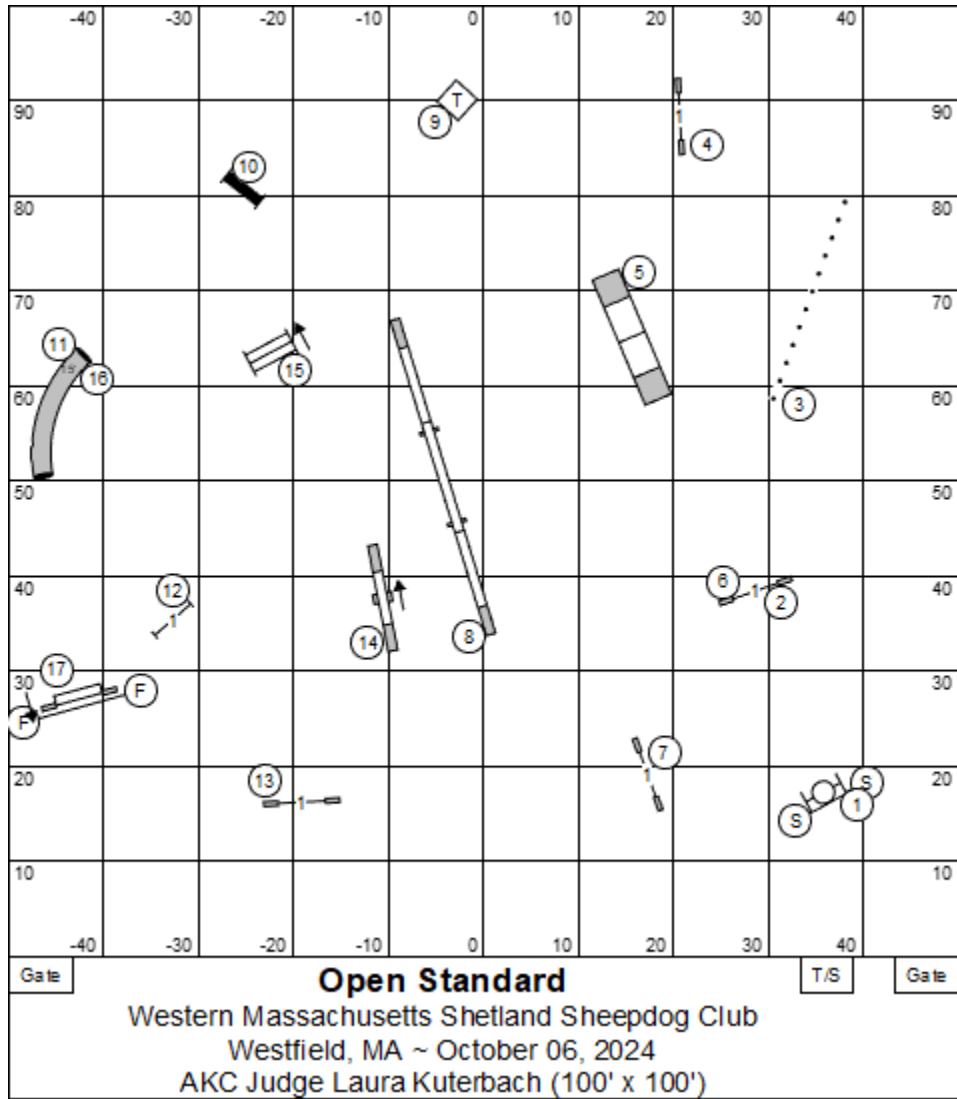 -40 -30 -20 -10 0 10 20 30 40
90 T 1 90
9 4
10
80 80
5
70 70
11 15' 15
16
60 3 60
50 50
12 6
40 1 1 2 40
14 8
30 17 F 30
F
7
20 13 1 1 S 20
1
S
10 10
-40 -30 -20 -10 0 10 20 30 40
Gate T/S Gate
Open Standard
Western Massachusetts Shetland Sheepdog Club
Westfield, MA ~ October 06, 2024
AKC Judge Laura Kuterbach (100' x 100')